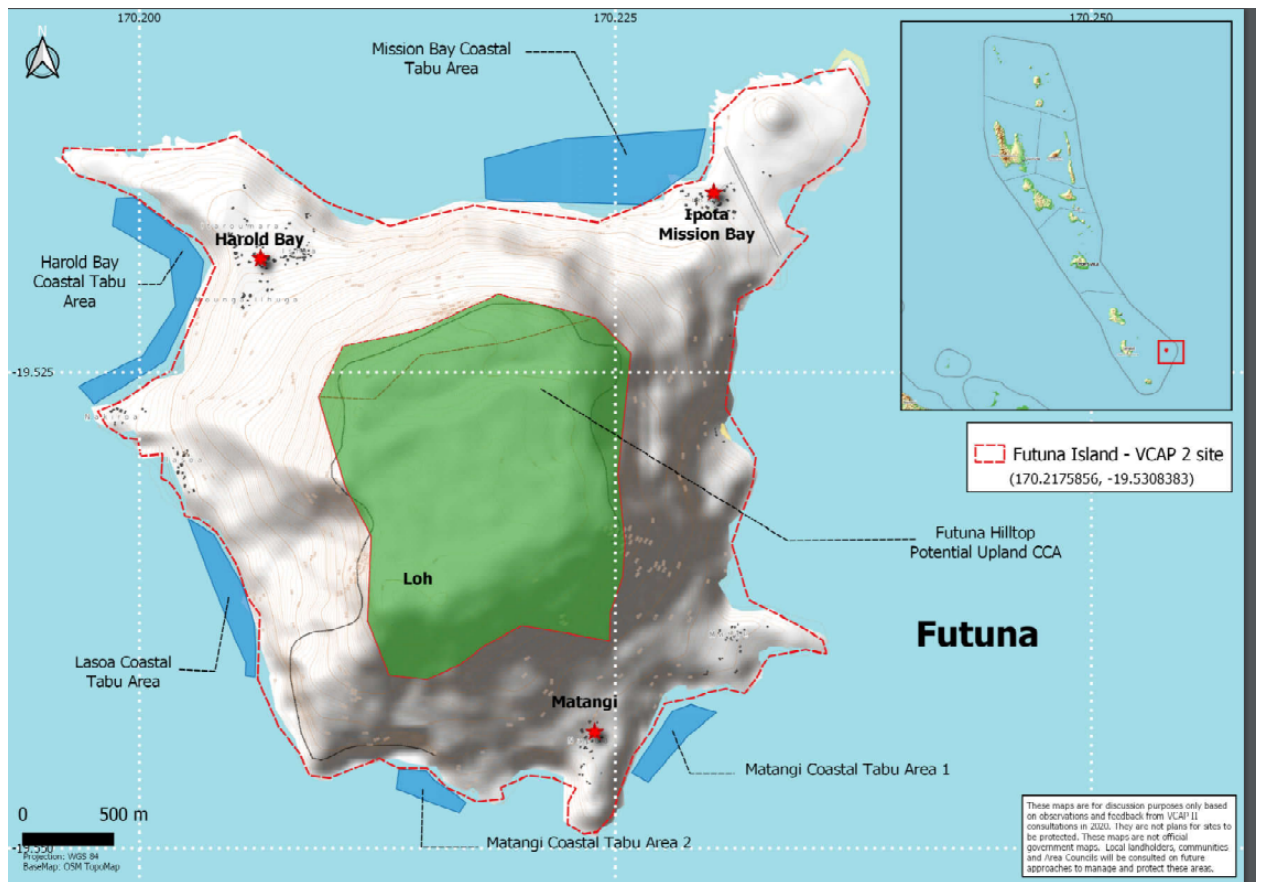 170.200
170.225
170.250
N
Mission Bay Coastal
Tabu Area
Ipota
Mission Bay
Harold Bay
Harold Bay
Coastal Tabu
Area
-19.525
Futuna Island - VCAP 2 site
(170.2175856, -19.5308383)
Futuna Hilltop
Potential Upland CCA
Loh
Futuna
Lasoa Coastal
Tabu Area
Matangi
Matangi Coastal Tabu Area 1
Matangi Coastal Tabu Area 2
0 500 m
-19.550
Projection: WGS 84
BaseMap: OSM TopoMap
These maps are for discussion purposes only based
on observations and feedback from VCAP II
consultations in 2020. They are not plans for sites to
be protected. These maps are not official
government maps. Local landholders, communities
and Area Councils will be consulted on future
approaches to manage and protect these areas.